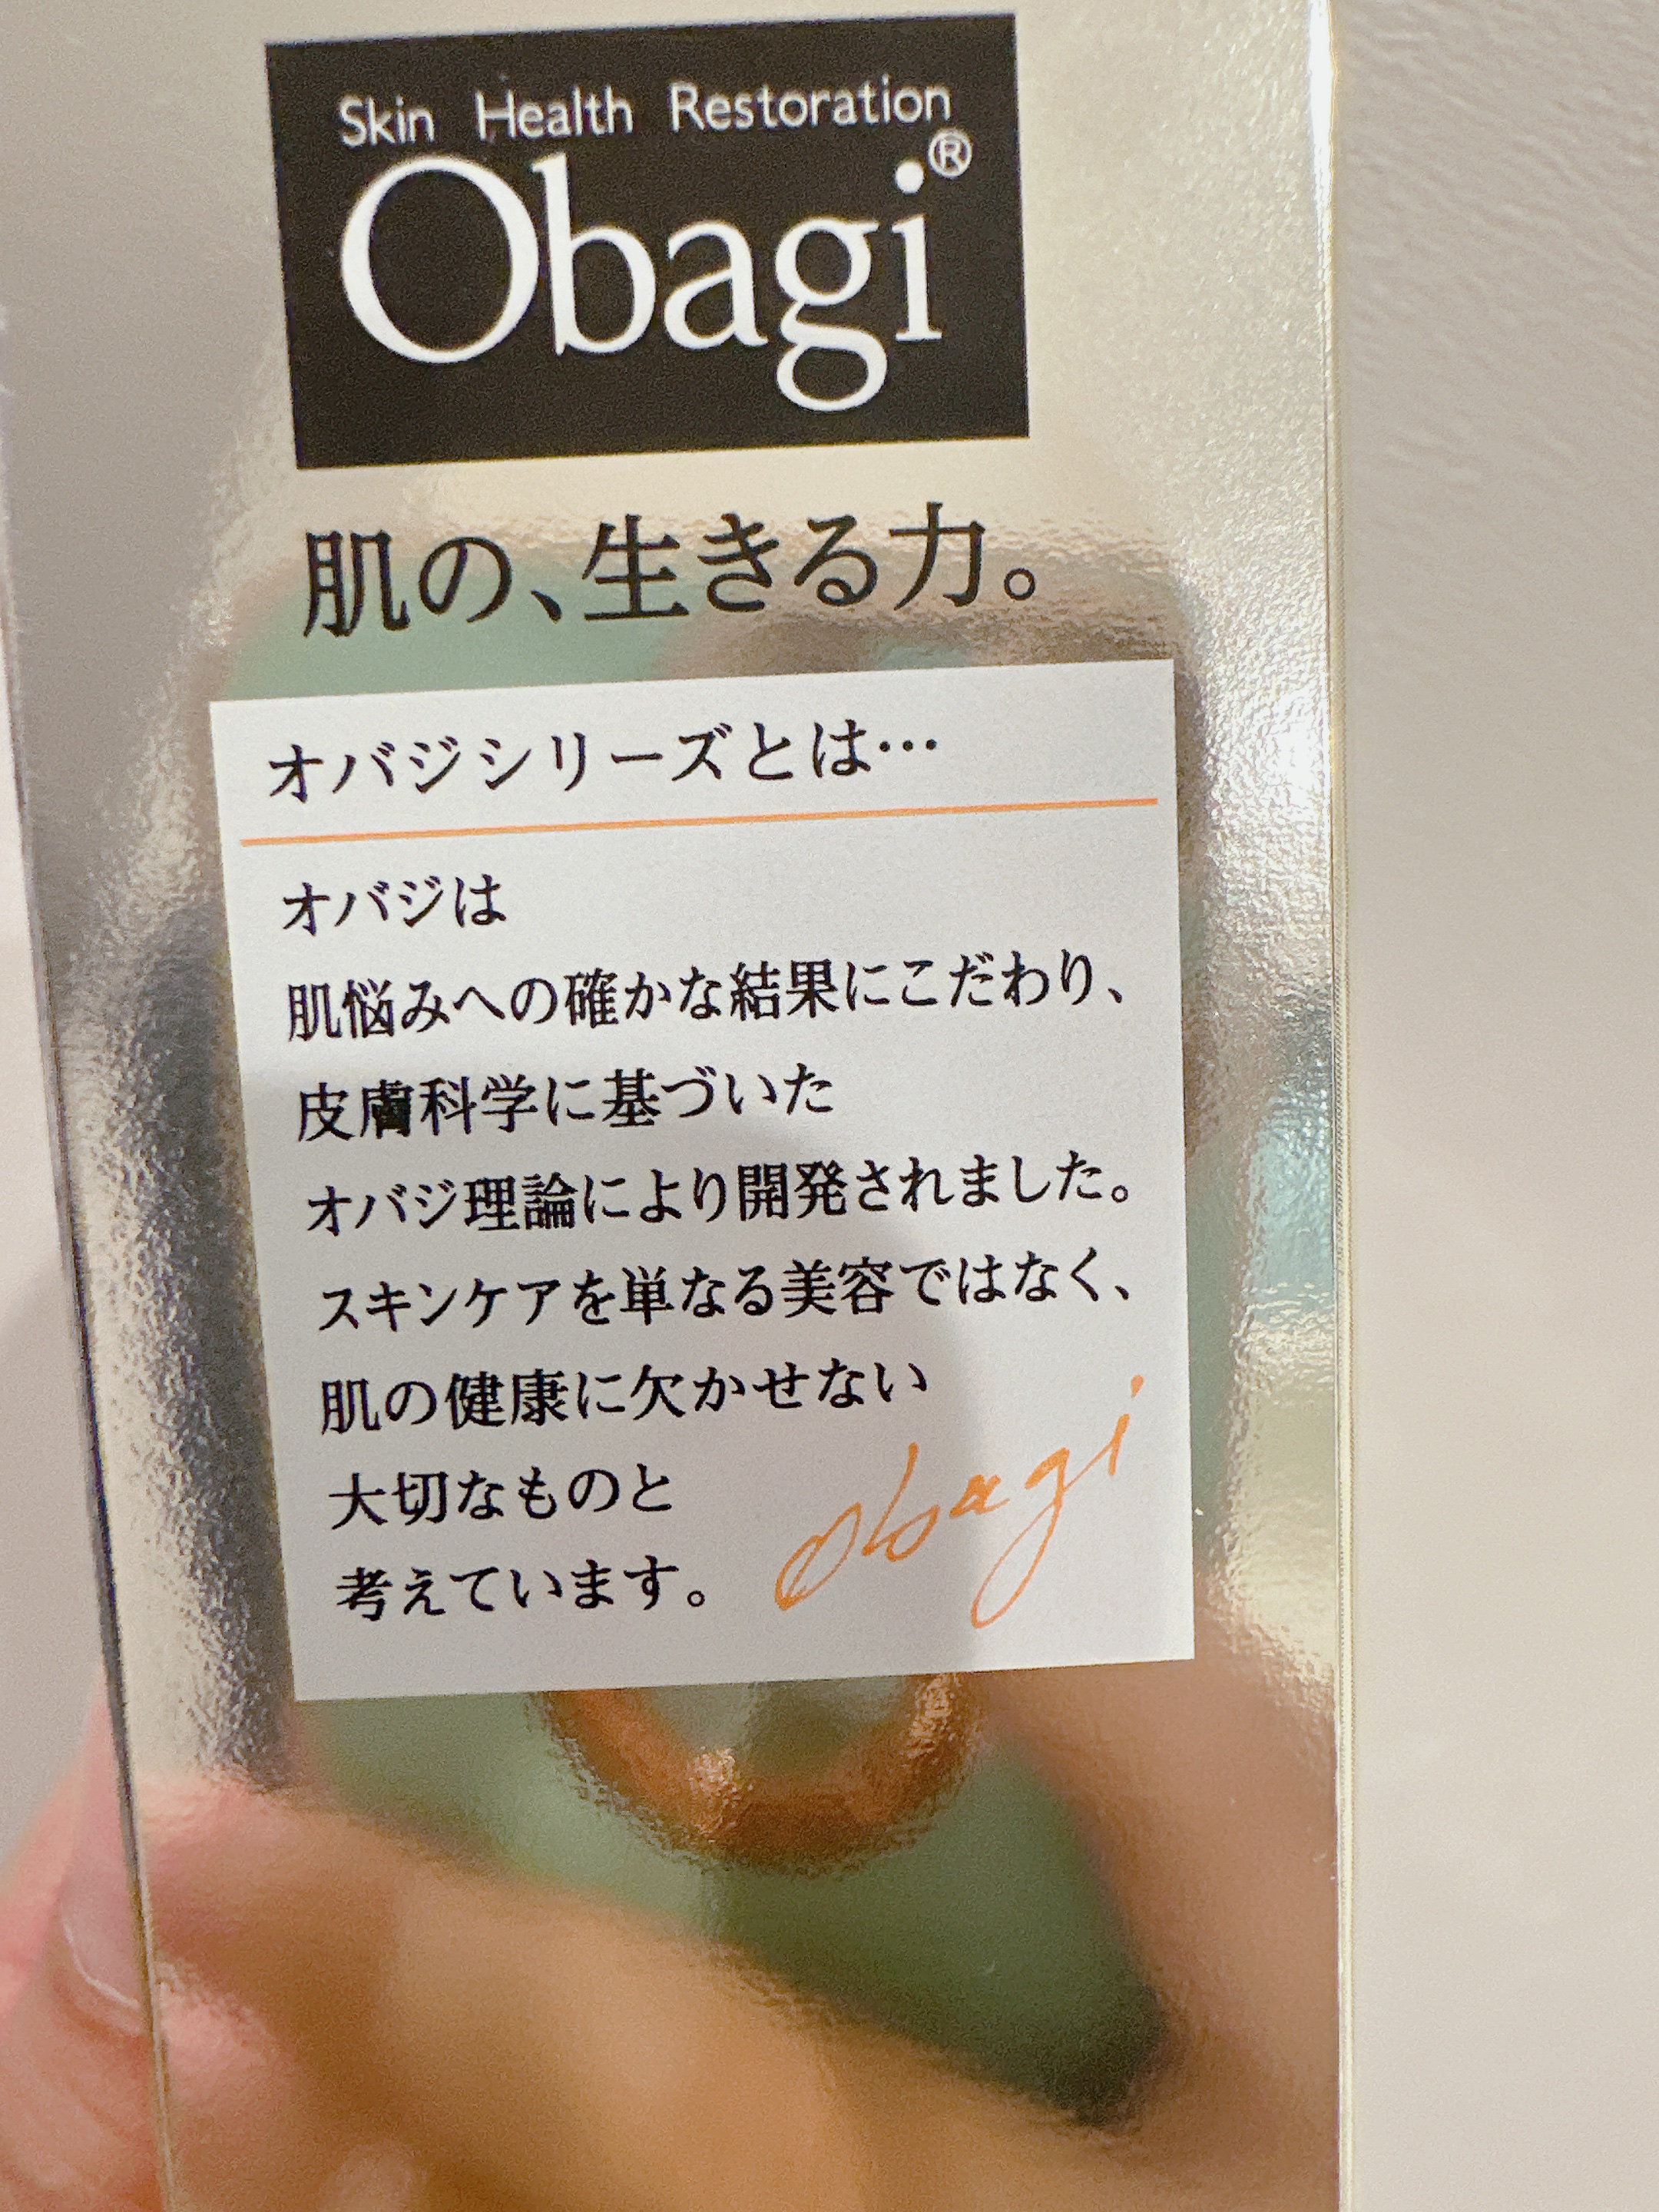 Skin Health Restoration
Obagi®
肌の、生きる力。
オバジシリーズとは…
オバジは
肌悩みへの確かな結果にこだわり、
皮膚科学に基づいた
オバジ理論により開発されました。
スキンケアを単なる美容ではなく、
肌の健康に欠かせない
大切なものと
考えています。
obagi